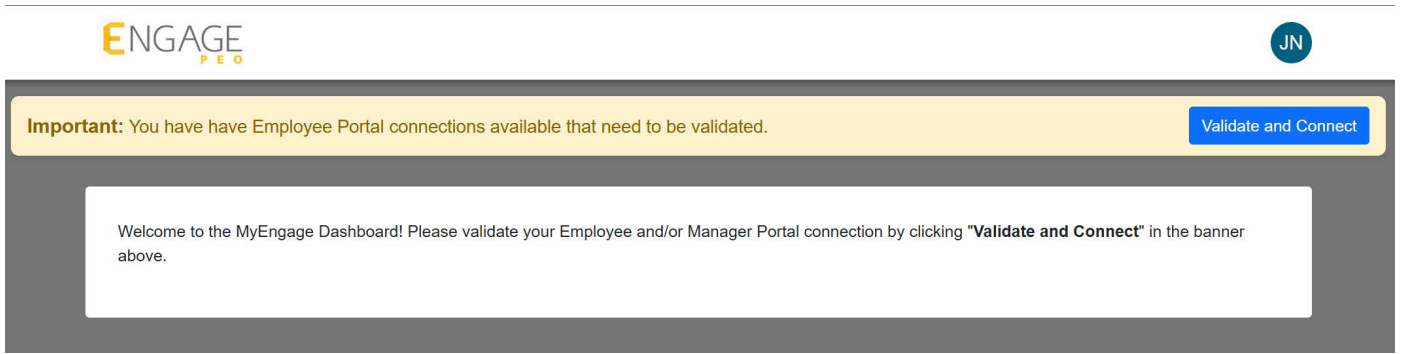 ENGAGE
PEO
JN
Important: You have have Employee Portal connections available that need to be validated.
Validate and Connect
Welcome to the MyEngage Dashboard! Please validate your Employee and/or Manager Portal connection by clicking "Validate and Connect" in the banner
above.